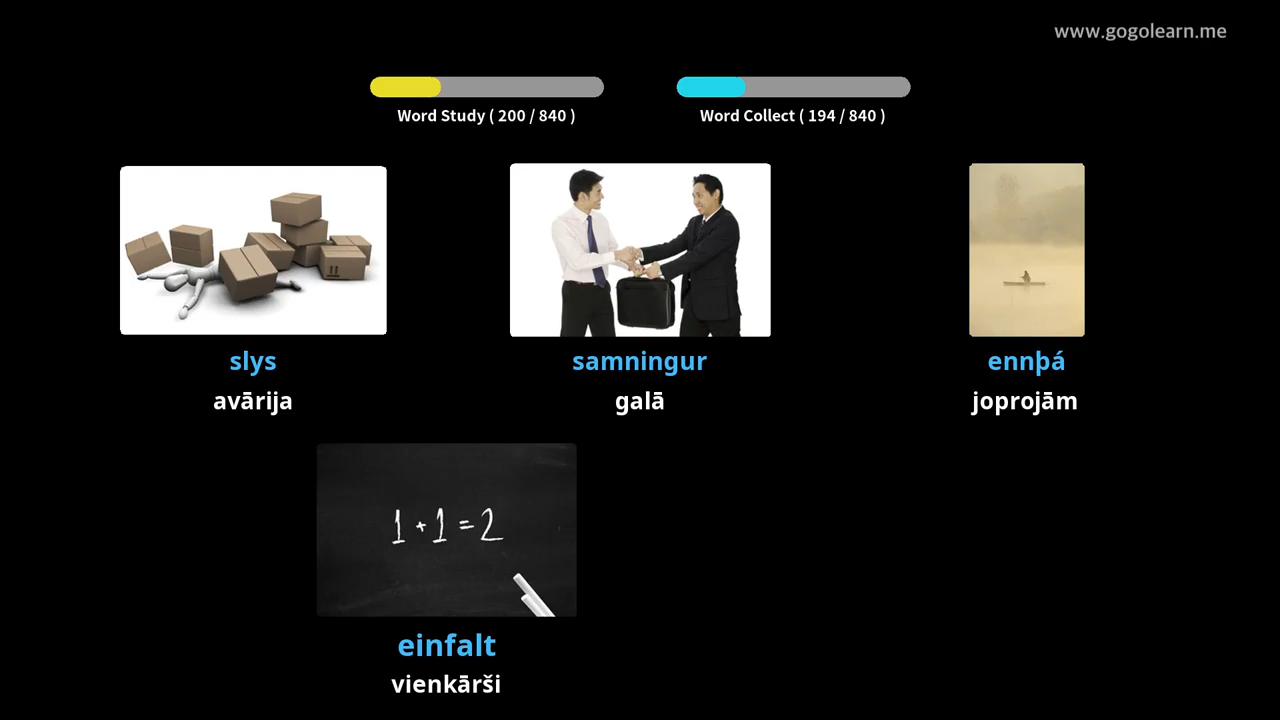 www.gogolearn.me
Word Study ( 200 / 840 )
Word Collect ( 194 / 840 )
slys
samningur
ennþá
avārija
galā
joprojām
1 + 1 = 2
einfalt
vienkārši